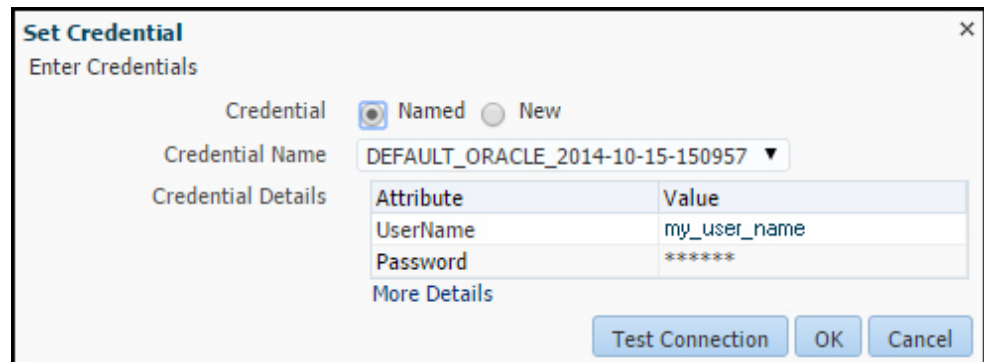 Set Credential ×
Enter Credentials
Credential Named New
Credential Name DEFAULT_ORACLE_2014-10-15-150957 ▼
Credential Details Attribute Value
UserName my_user_name
Password ******
More Details
Test Connection OK Cancel